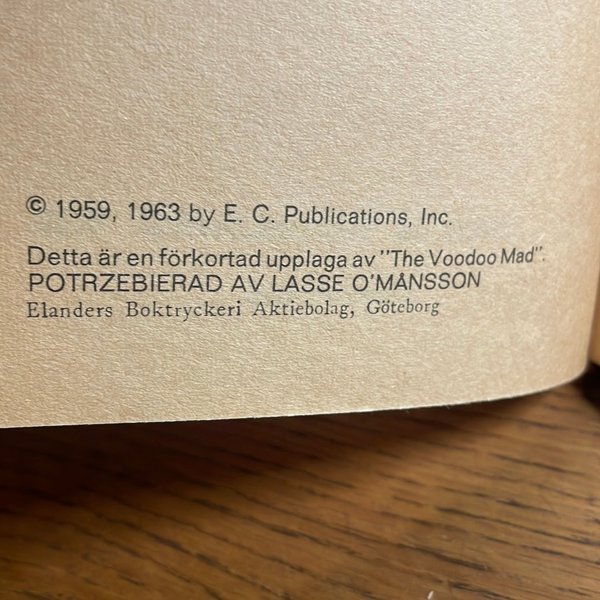 © 1959, 1963 by E. C. Publications, Inc.
Detta är en förkortad upplaga av "The Voodoo Mad".
POTRZEBIERAD AV LASSE O'MÅNSSON
Elanders Boktryckeri Aktiebolag, Göteborg